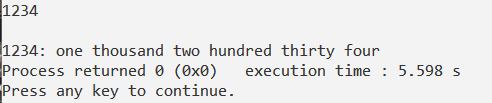 1234
1234: one thousand two hundred thirty four
Process returned 0 (0x0)   execution time : 5.598 s
Press any key to continue.